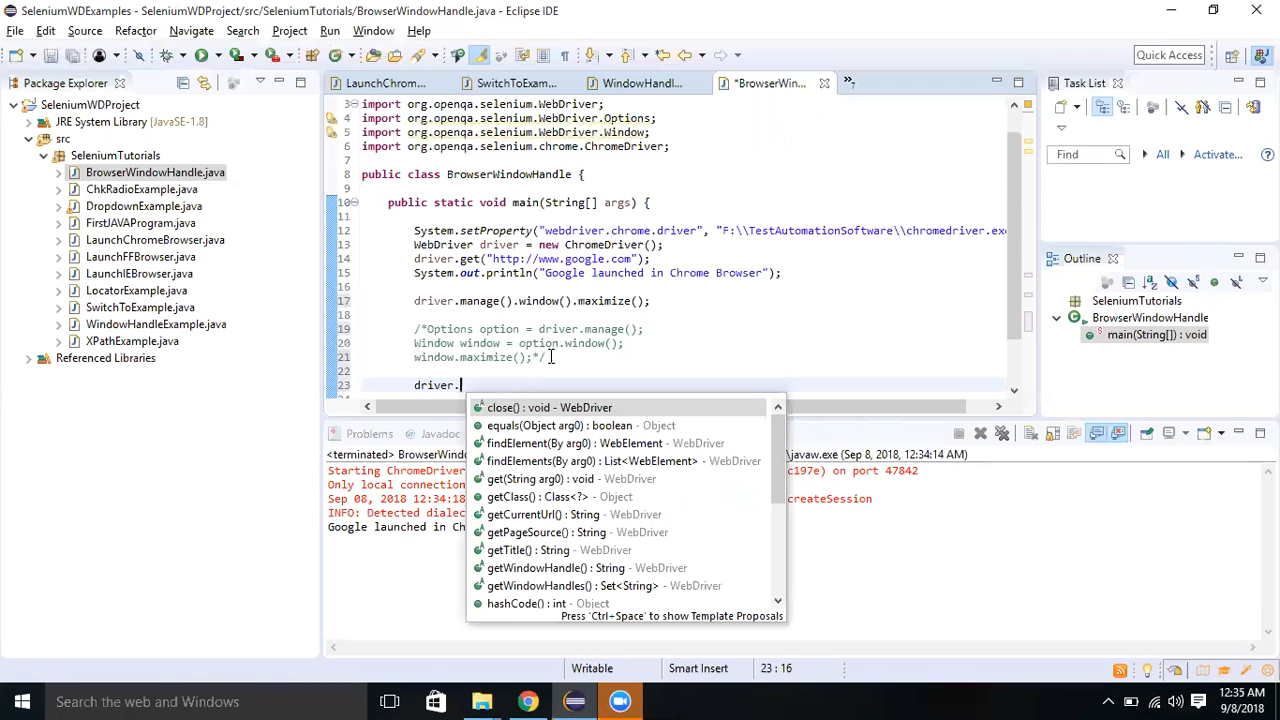 SeleniumWDExamples - SeleniumWDProject/src/SeleniumTutorials/BrowserWindowHandle.java - Eclipse IDE
File Edit Source Refactor Navigate Search Project Run Window Help
Quick Access
Package Explorer
SeleniumWDProject
JRE System Library [JavaSE-1.8]
src
SeleniumTutorials
BrowserWindowHandle.java
ChkRadioExample.java
DropdownExample.java
FirstJAVAProgram.java
LaunchChromeBrowser.java
LaunchFFBrowser.java
LaunchIEBrowser.java
LocatorExample.java
SwitchToExample.java
WindowHandleExample.java
XPathExample.java
Referenced Libraries
LaunchChrom... SwitchToExam... WindowHandl... *BrowserWin... »7
3 import org.openqa.selenium.WebDriver;
4 import org.openqa.selenium.WebDriver.Options;
5 import org.openqa.selenium.WebDriver.Window;
6 import org.openqa.selenium.chrome.ChromeDriver;
7
8 public class BrowserWindowHandle {
9
10 public static void main(String[] args) {
11
12 System.setProperty("webdriver.chrome.driver", "F:\\TestAutomationSoftware\\chromedriver.exe
13 WebDriver driver = new ChromeDriver();
14 driver.get("http://www.google.com");
15 System.out.println("Google launched in Chrome Browser");
16
17 driver.manage().window().maximize();
18
19 /*Options option = driver.manage();
20 Window window = option.window();
21 window.maximize();*/
22
23 driver.
close() : void - WebDriver
equals(Object arg0) : boolean - Object
findElement(By arg0) : WebElement - WebDriver
findElements(By arg0) : List<WebElement> - WebDriver
get(String arg0) : void - WebDriver
getClass() : Class<?> - Object
getCurrentUrl() : String - WebDriver
getPageSource() : String - WebDriver
getTitle() : String - WebDriver
getWindowHandle() : String - WebDriver
getWindowHandles() : Set<String> - WebDriver
hashCode() : int - Object
Press 'Ctrl+Space' to show Template Proposals
Problems Javadoc
<terminated> BrowserWindo
\javaw.exe (Sep 8, 2018, 12:34:14 AM)
Starting ChromeDriver
c197e) on port 47842
Only local connection
Sep 08, 2018 12:34:18
createSession
INFO: Detected dialec
Google launched in Ch
Task List
Find All Activate...
Outline
SeleniumTutorials
BrowserWindowHandle
main(String[]) : void
Writable Smart Insert 23 : 16
Type here to search
12:35 AM
9/8/2018